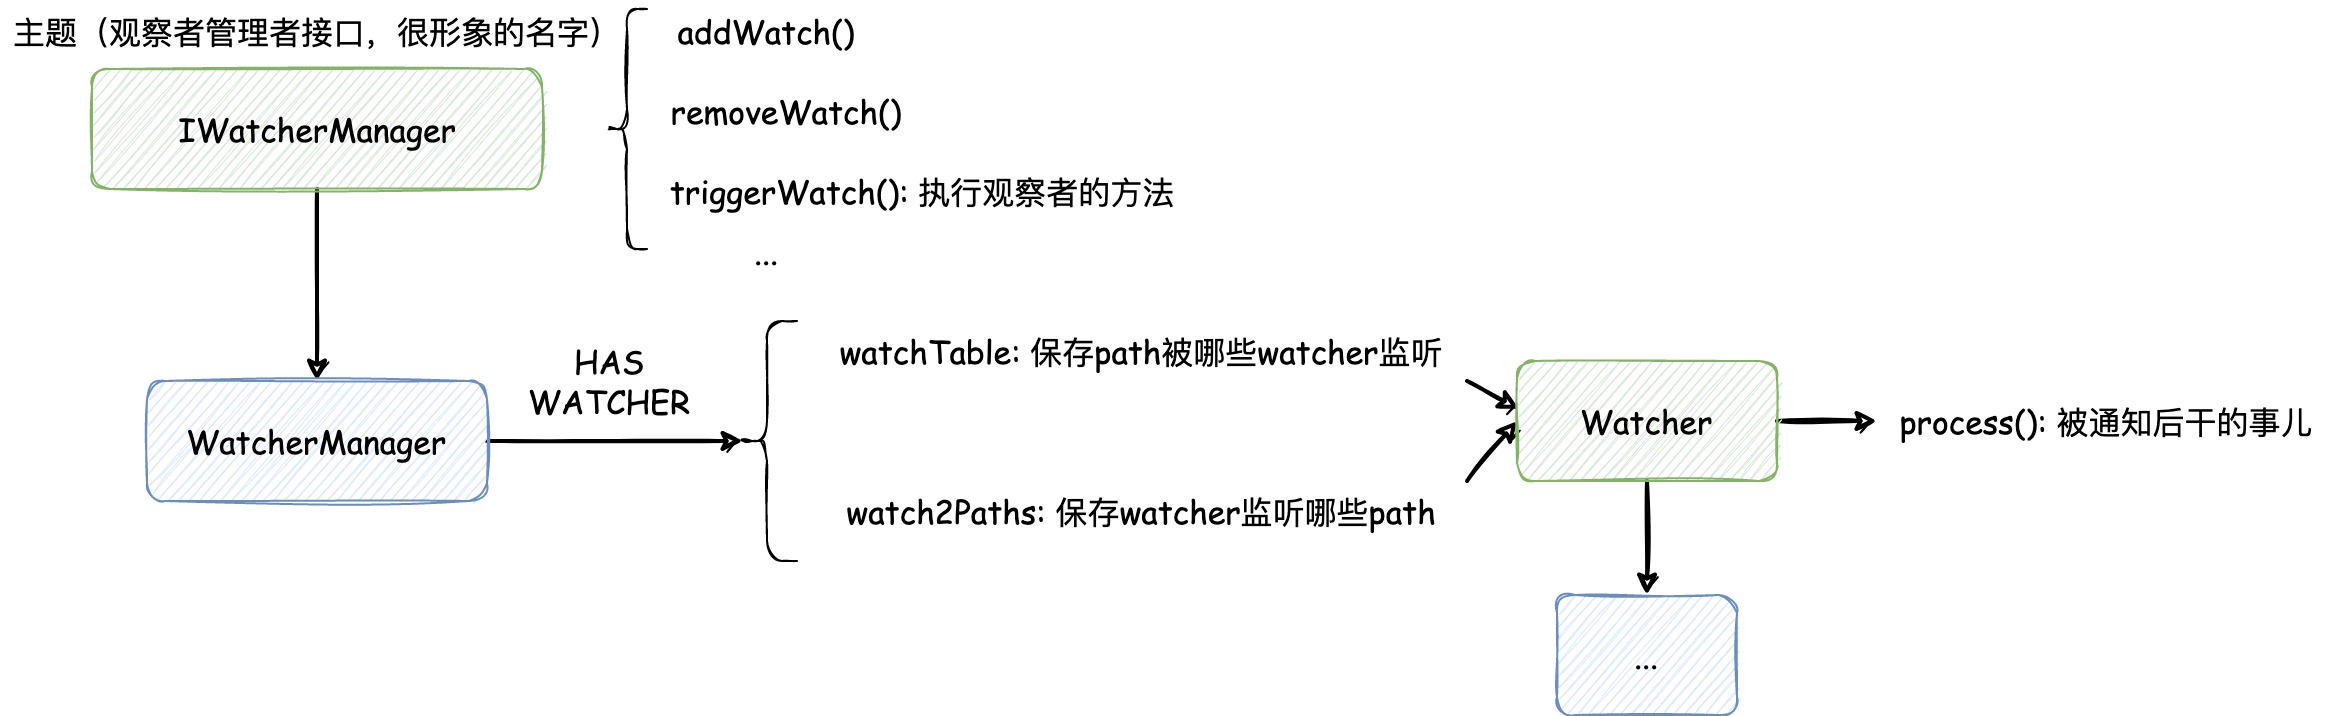 主题（观察者管理者接口，很形象的名字）
addWatch()
removeWatch()
triggerWatch(): 执行观察者的方法
...
IWatcherManager
WatcherManager
HAS
WATCHER
watchTable: 保存path被哪些watcher监听
watch2Paths: 保存watcher监听哪些path
Watcher
process(): 被通知后干的事儿
...